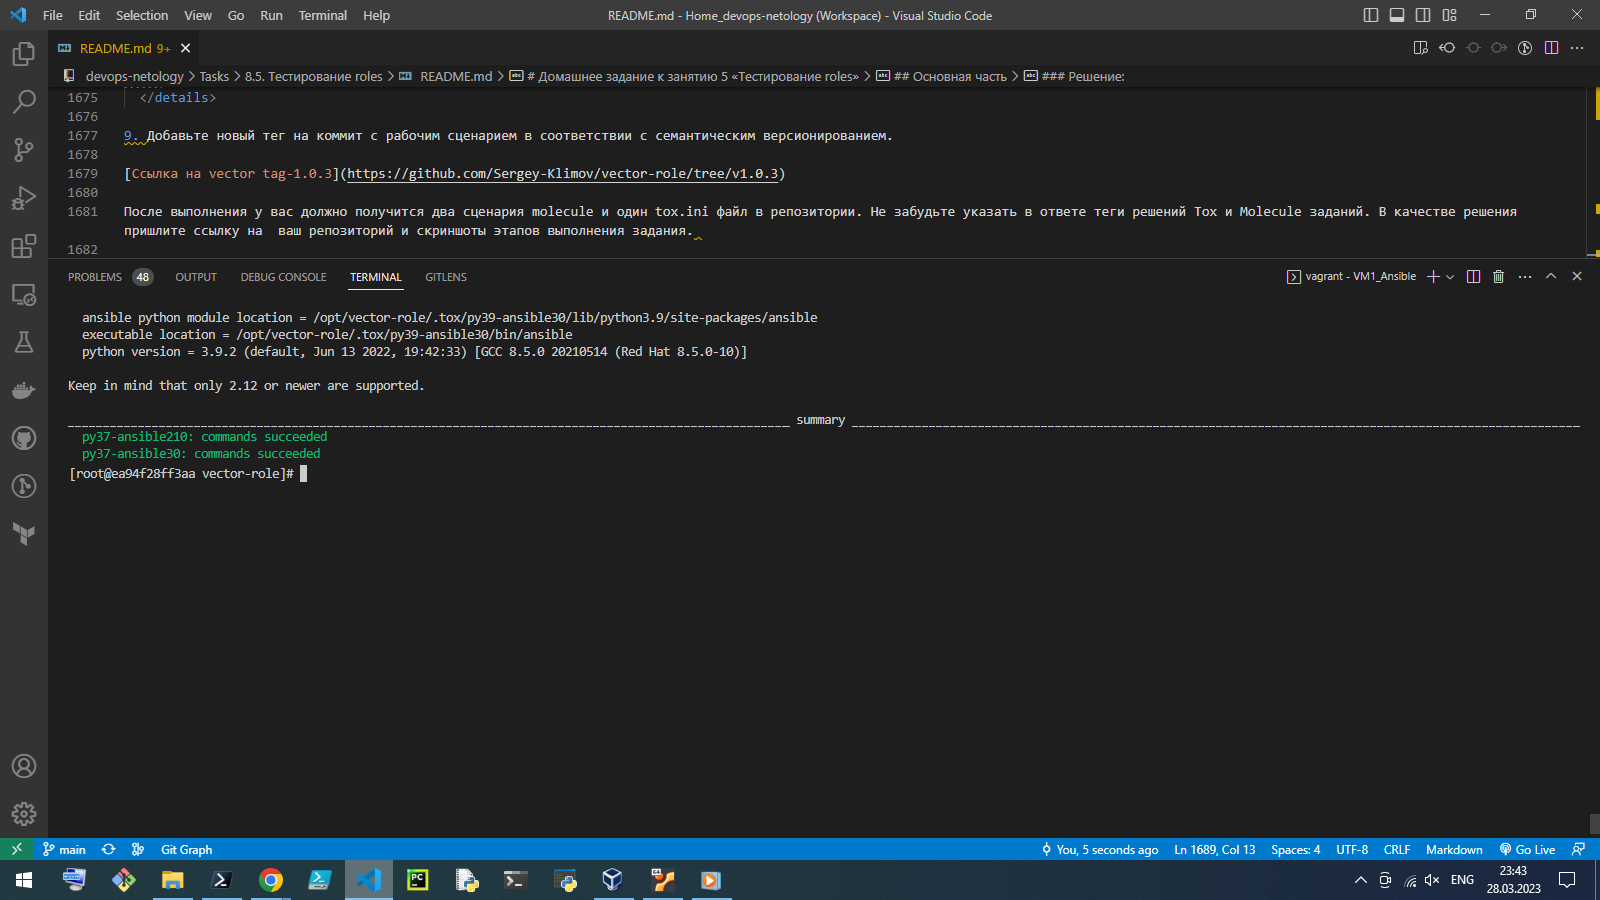 File Edit Selection View Go Run Terminal Help README.md - Home_devops-netology (Workspace) - Visual Studio Code
README.md 9+
devops-netology > Tasks > 8.5. Тестирование roles > README.md > # Домашнее задание к занятию 5 «Тестирование roles» > ## Основная часть > ### Решение:
1675 </details>
1676
1677 9. Добавьте новый тег на коммит с рабочим сценарием в соответствии с семантическим версионированием.
1678
1679 [Ссылка на vector tag-1.0.3](https://github.com/Sergey-Klimov/vector-role/tree/v1.0.3)
1680
1681 После выполнения у вас должно получится два сценария molecule и один tox.ini файл в репозитории. Не забудьте указать в ответе теги решений Tox и Molecule заданий. В качестве решения
пришлите ссылку на  ваш репозиторий и скриншоты этапов выполнения задания.
1682
PROBLEMS 48 OUTPUT DEBUG CONSOLE TERMINAL GITLENS vagrant - VM1_Ansible
ansible python module location = /opt/vector-role/.tox/py39-ansible30/lib/python3.9/site-packages/ansible
executable location = /opt/vector-role/.tox/py39-ansible30/bin/ansible
python version = 3.9.2 (default, Jun 13 2022, 19:42:33) [GCC 8.5.0 20210514 (Red Hat 8.5.0-10)]
Keep in mind that only 2.12 or newer are supported.
summary
py37-ansible210: commands succeeded
py37-ansible30: commands succeeded
[root@ea94f28ff3aa vector-role]#
main Git Graph You, 5 seconds ago Ln 1689, Col 13 Spaces: 4 UTF-8 CRLF Markdown Go Live
ENG 23:43
28.03.2023